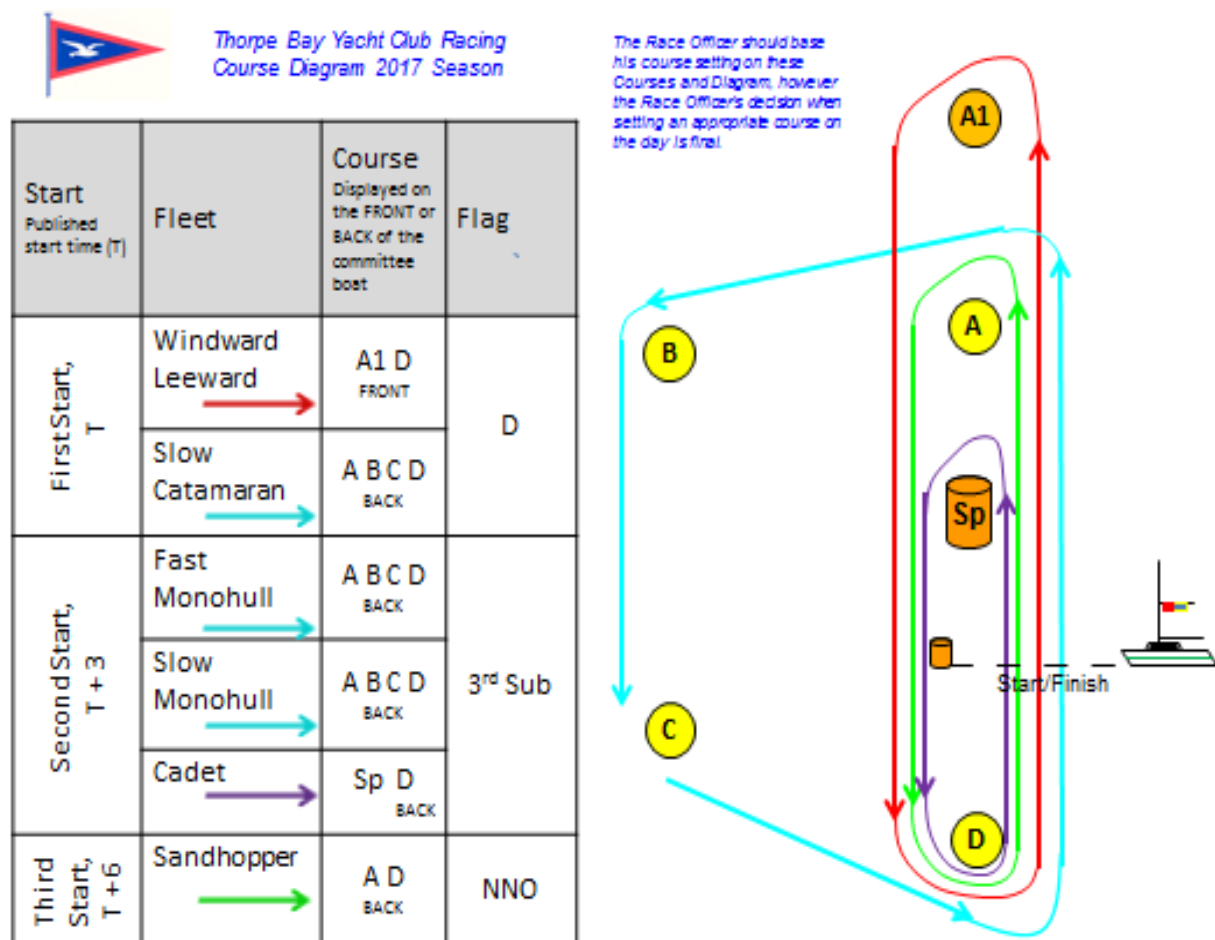 Thorpe Bay Yacht Club Racing
Course Diagram 2017 Season
The Race Officer should base
his course setting on these
Courses and Diagram, however
the Race Officer's decision when
setting an appropriate course on
the day is final.
Start
Published
start time (T)
Fleet
Course
Displayed on
the FRONT or
BACK of the
committee
boat
Flag
First Start,
T
Windward
Leeward
A1 D
FRONT
D
Slow
Catamaran
A B C D
BACK
Second Start,
T + 3
Fast
Monohull
A B C D
BACK
3rd Sub
Slow
Monohull
A B C D
BACK
Cadet
Sp D
BACK
Third
Start,
T +6
Sandhopper
A D
BACK
NNO
A1
A
B
Sp
Start/Finish
C
D